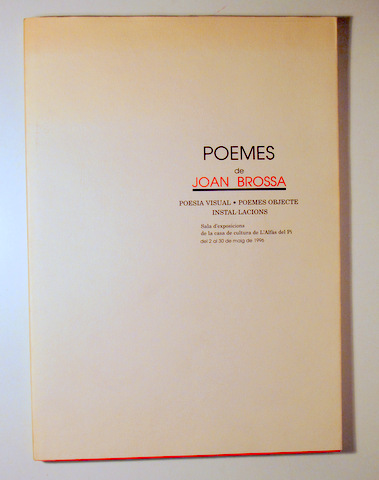 POEMES
de
JOAN BROSSA
POESIA VISUAL • POEMES OBJECTE
INSTAL·LACIONS
Sala d'exposicions
de la casa de cultura de L'Alfàs del Pi
del 2 al 30 de maig de 1996